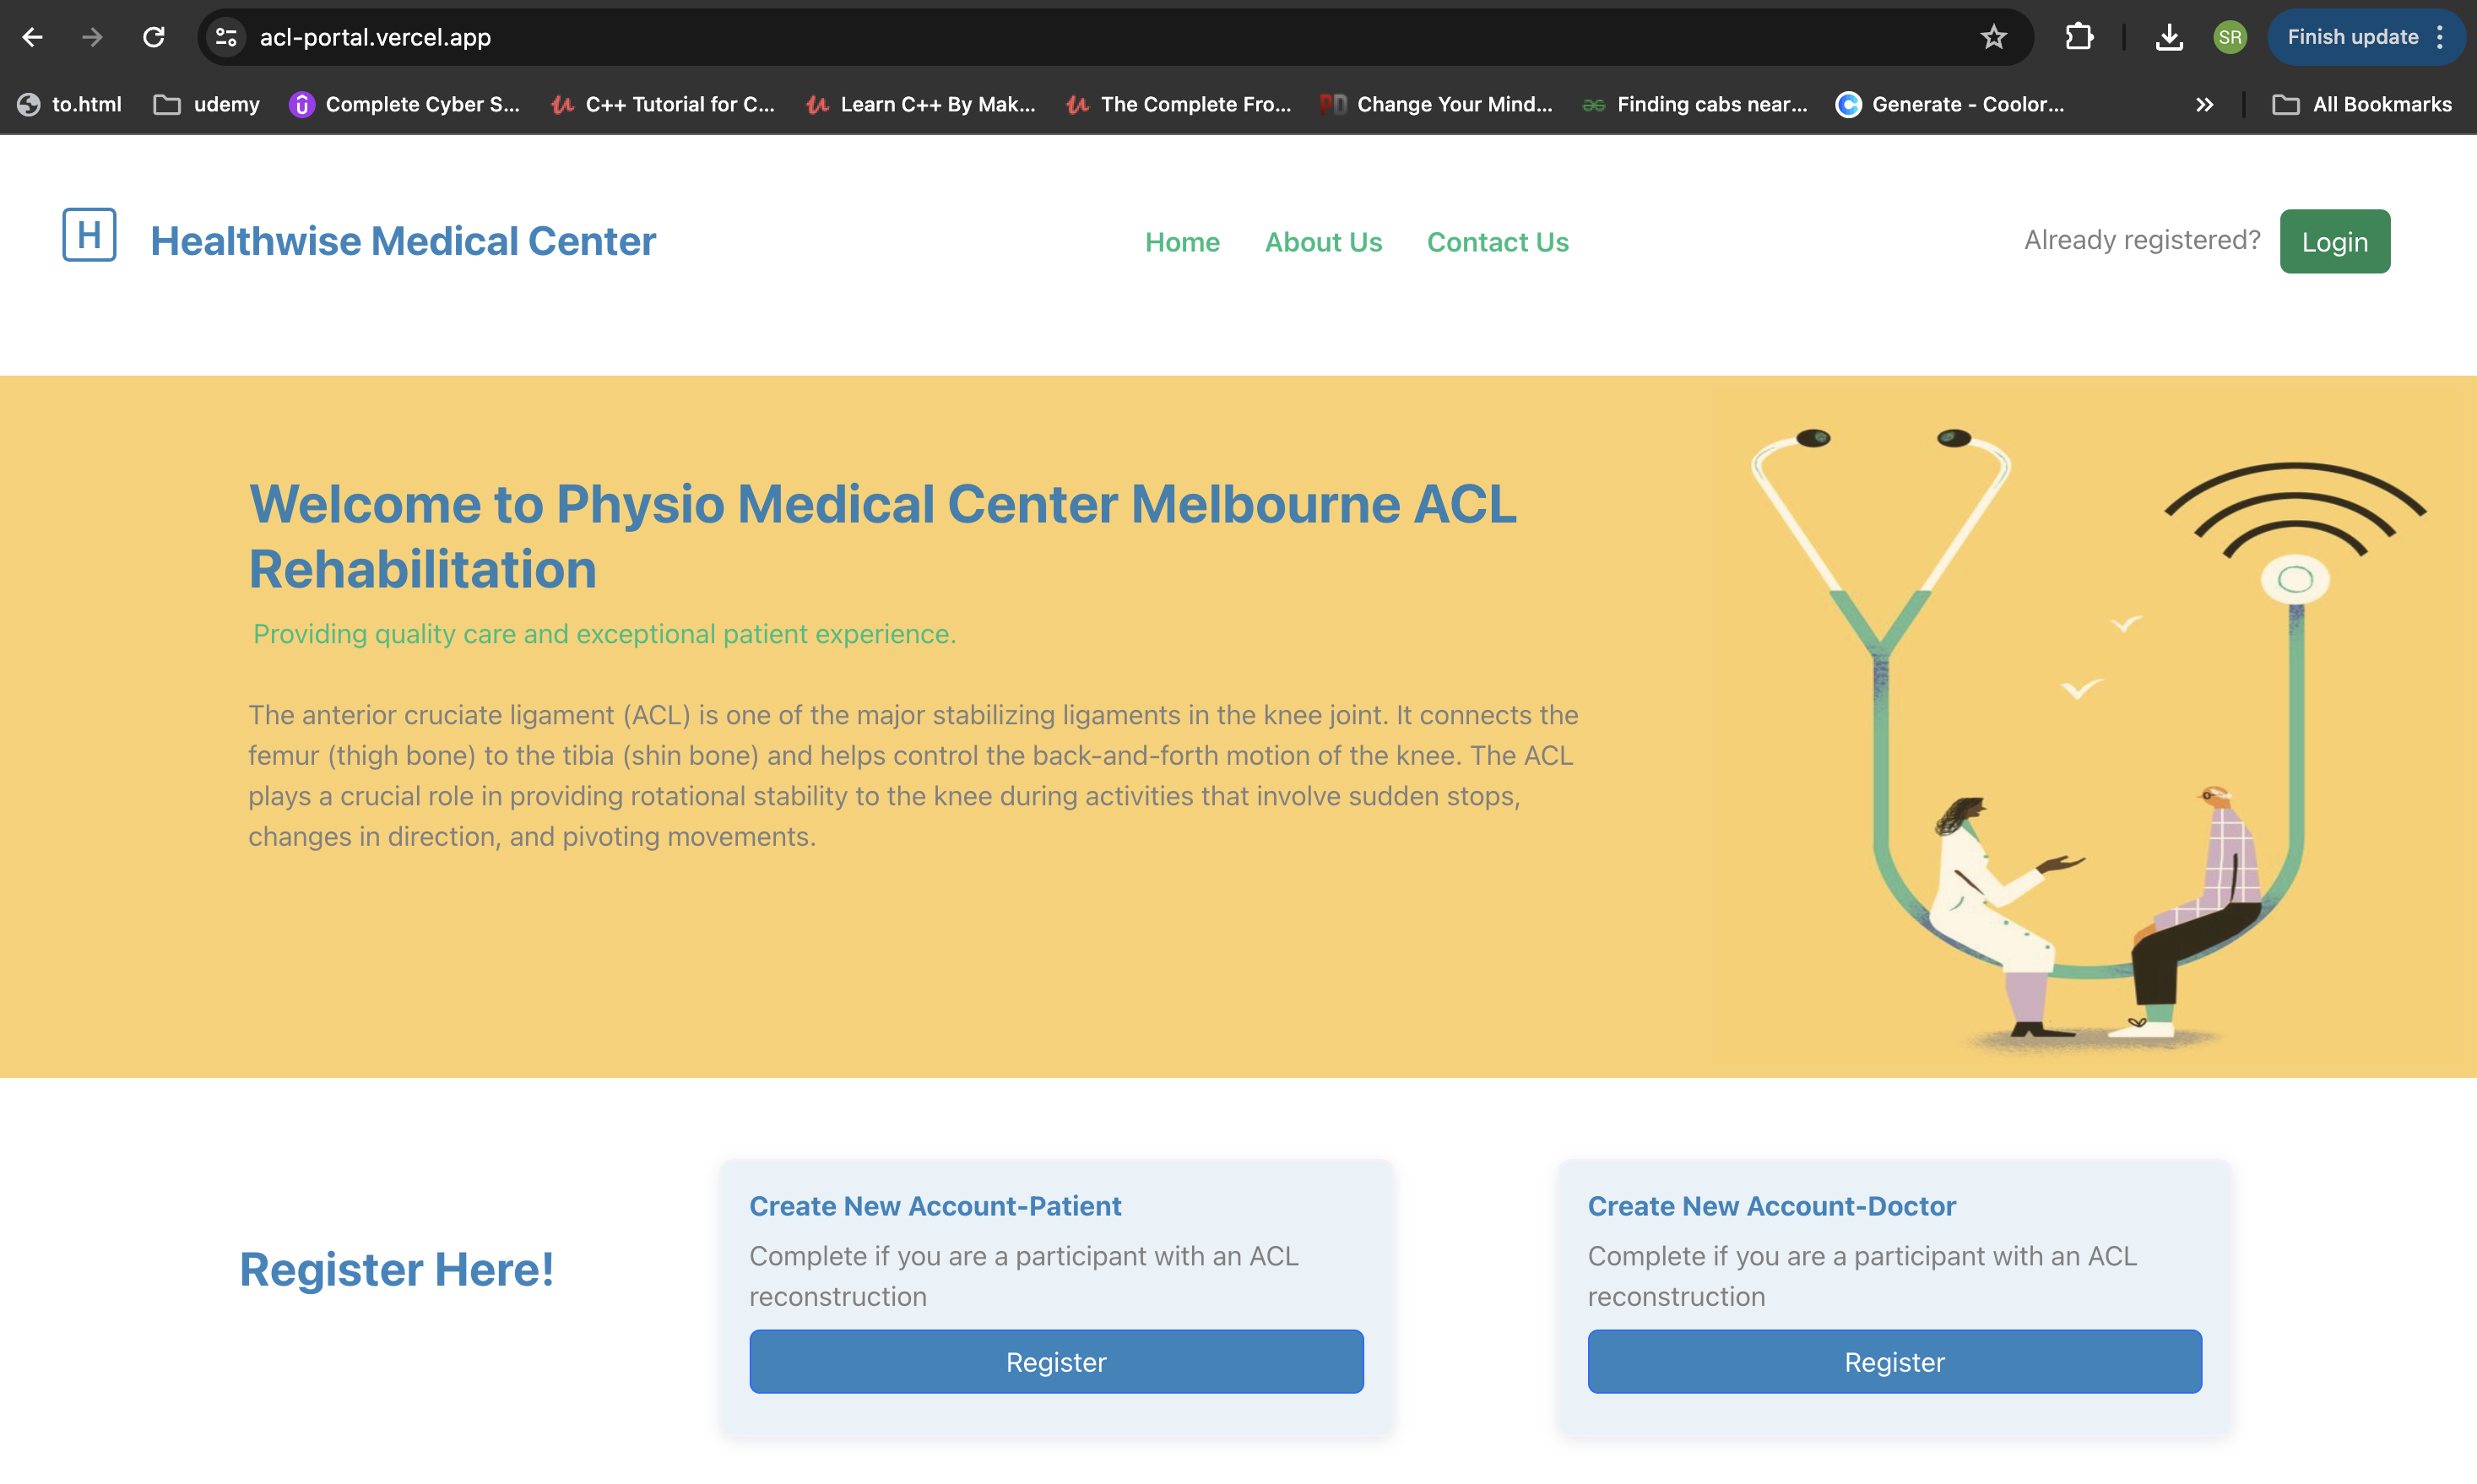 acl-portal.vercel.app
SR
Finish update
to.html
udemy
Complete Cyber S...
C++ Tutorial for C...
Learn C++ By Mak...
The Complete Fro...
PD
Change Your Mind...
Finding cabs near...
Generate - Coolor...
All Bookmarks
H
Healthwise Medical Center
Home
About Us
Contact Us
Already registered?
Login
Welcome to Physio Medical Center Melbourne ACL
Rehabilitation
Providing quality care and exceptional patient experience.
The anterior cruciate ligament (ACL) is one of the major stabilizing ligaments in the knee joint. It connects the
femur (thigh bone) to the tibia (shin bone) and helps control the back-and-forth motion of the knee. The ACL
plays a crucial role in providing rotational stability to the knee during activities that involve sudden stops,
changes in direction, and pivoting movements.
Register Here!
Create New Account-Patient
Complete if you are a participant with an ACL
reconstruction
Register
Create New Account-Doctor
Complete if you are a participant with an ACL
reconstruction
Register